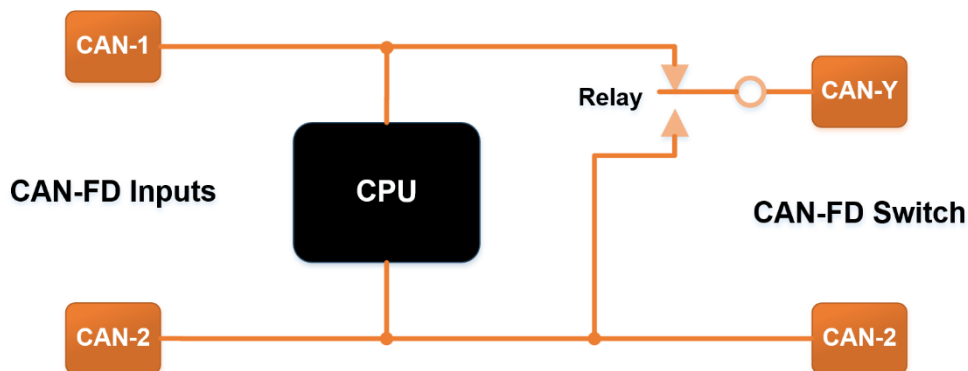 CAN-1
CAN-Y
Relay
CPU
CAN-FD Inputs
CAN-FD Switch
CAN-2
CAN-2